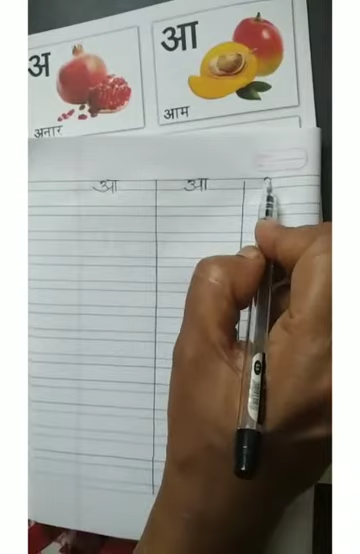 अ आ
अनार आम
अ आ